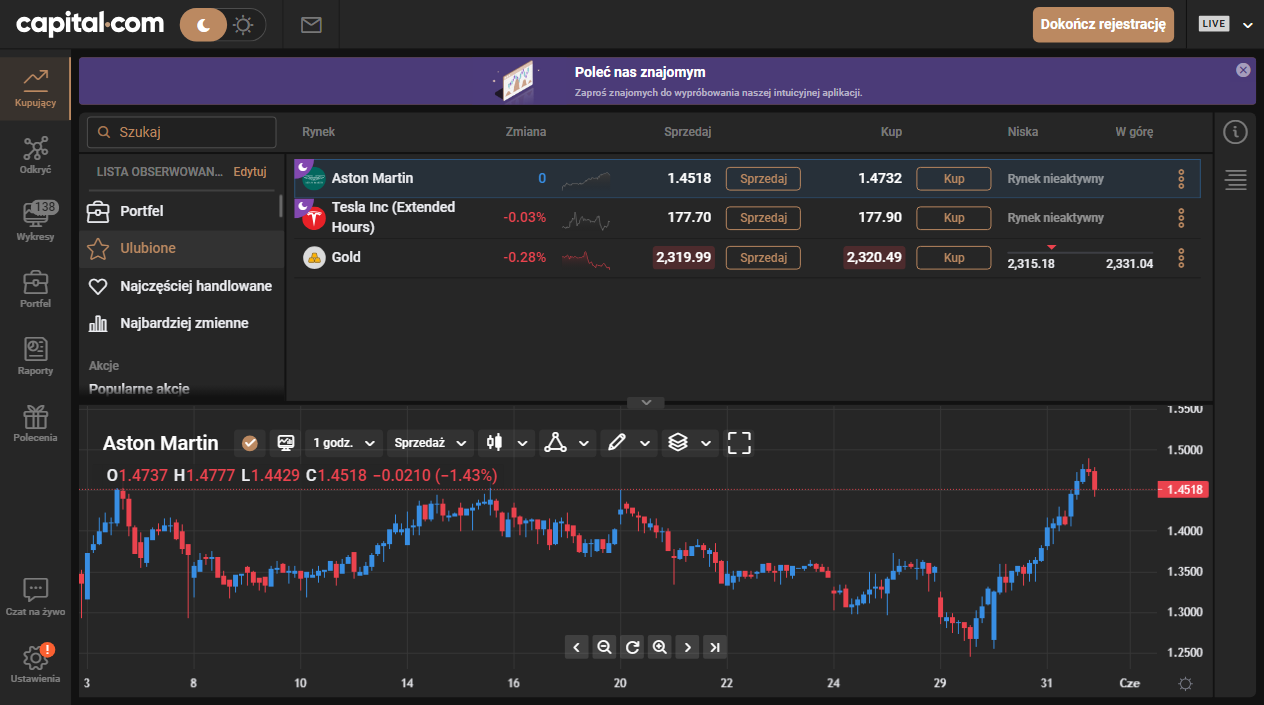 capital.com
Dokończ rejestrację
LIVE
Kupujący
Odkryć
138
Wykresy
Portfel
Raporty
Polecenia
Czat na żywo
Ustawienia
Poleć nas znajomym
Zaproś znajomych do wypróbowania naszej intuicyjnej aplikacji.
Szukaj
LISTA OBSERWOWAN... Edytuj
Portfel
Ulubione
Najczęściej handlowane
Najbardziej zmienne
Akcje
Popularne akcje
Rynek Zmiana Sprzedaj Kup Niska W górę
Aston Martin 0 1.4518 Sprzedaj 1.4732 Kup Rynek nieaktywny
Tesla Inc (Extended
Hours) -0.03% 177.70 Sprzedaj 177.90 Kup Rynek nieaktywny
Gold -0.28% 2,319.99 Sprzedaj 2,320.49 Kup 2,315.18 2,331.04
Aston Martin 1 godz. Sprzedaż
O1.4737 H1.4777 L1.4429 C1.4518 −0.0210 (−1.43%)
1.5500
1.5000
1.4518
1.4000
1.3500
1.3000
1.2500
3 8 10 14 16 20 22 24 29 31 Cze